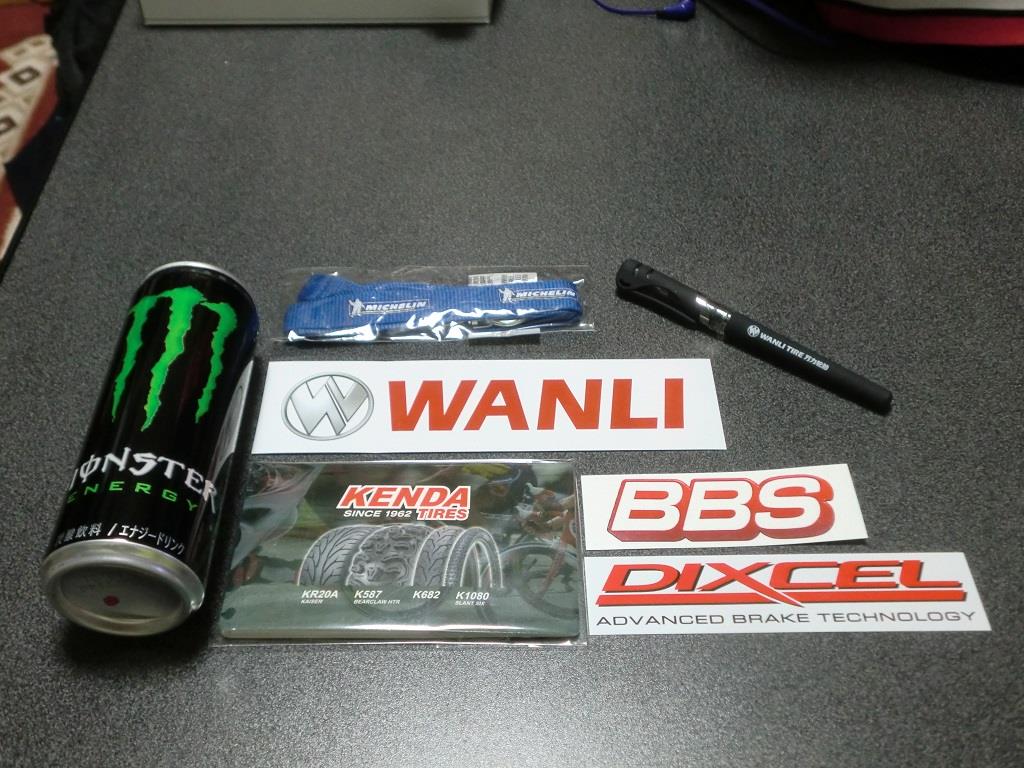 MICHELIN
MICHELIN
WANLI TIRE 万力轮胎
WANLI
MONSTER
ENERGY
炭酸飲料 / エナジードリンク
KENDA
SINCE 1962 TIRES
KR20A
KAISER
K587
BEARCLAW HTR
K682
K1080
SLANT SIX
BBS
DIXCEL
ADVANCED BRAKE TECHNOLOGY